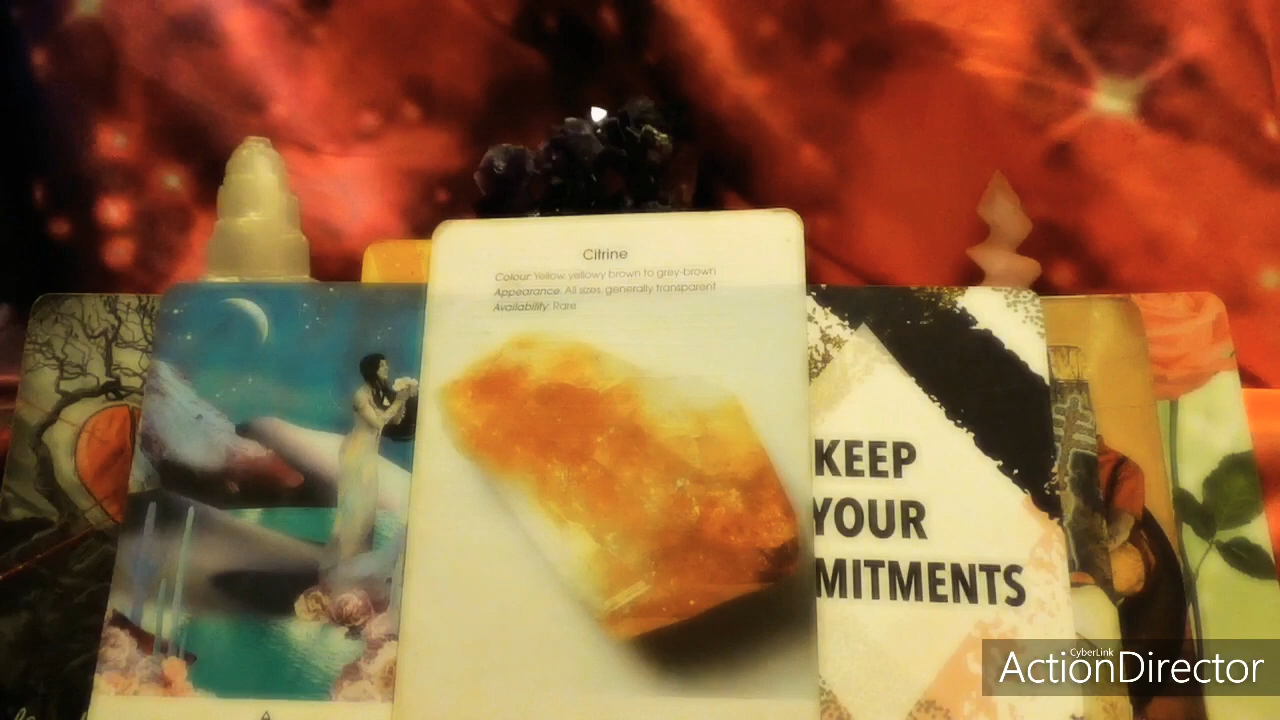 Citrine
Colour: Yellow, yellowy brown to grey-brown
Appearance: All sizes, generally transparent
Availability: Rare
KEEP
YOUR
MITMENTS
CyberLink
ActionDirector